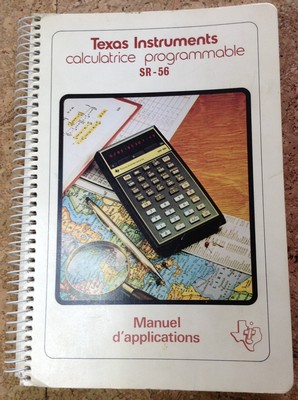 Texas Instruments
calculatrice programmable
SR-56
Manuel
d'applications